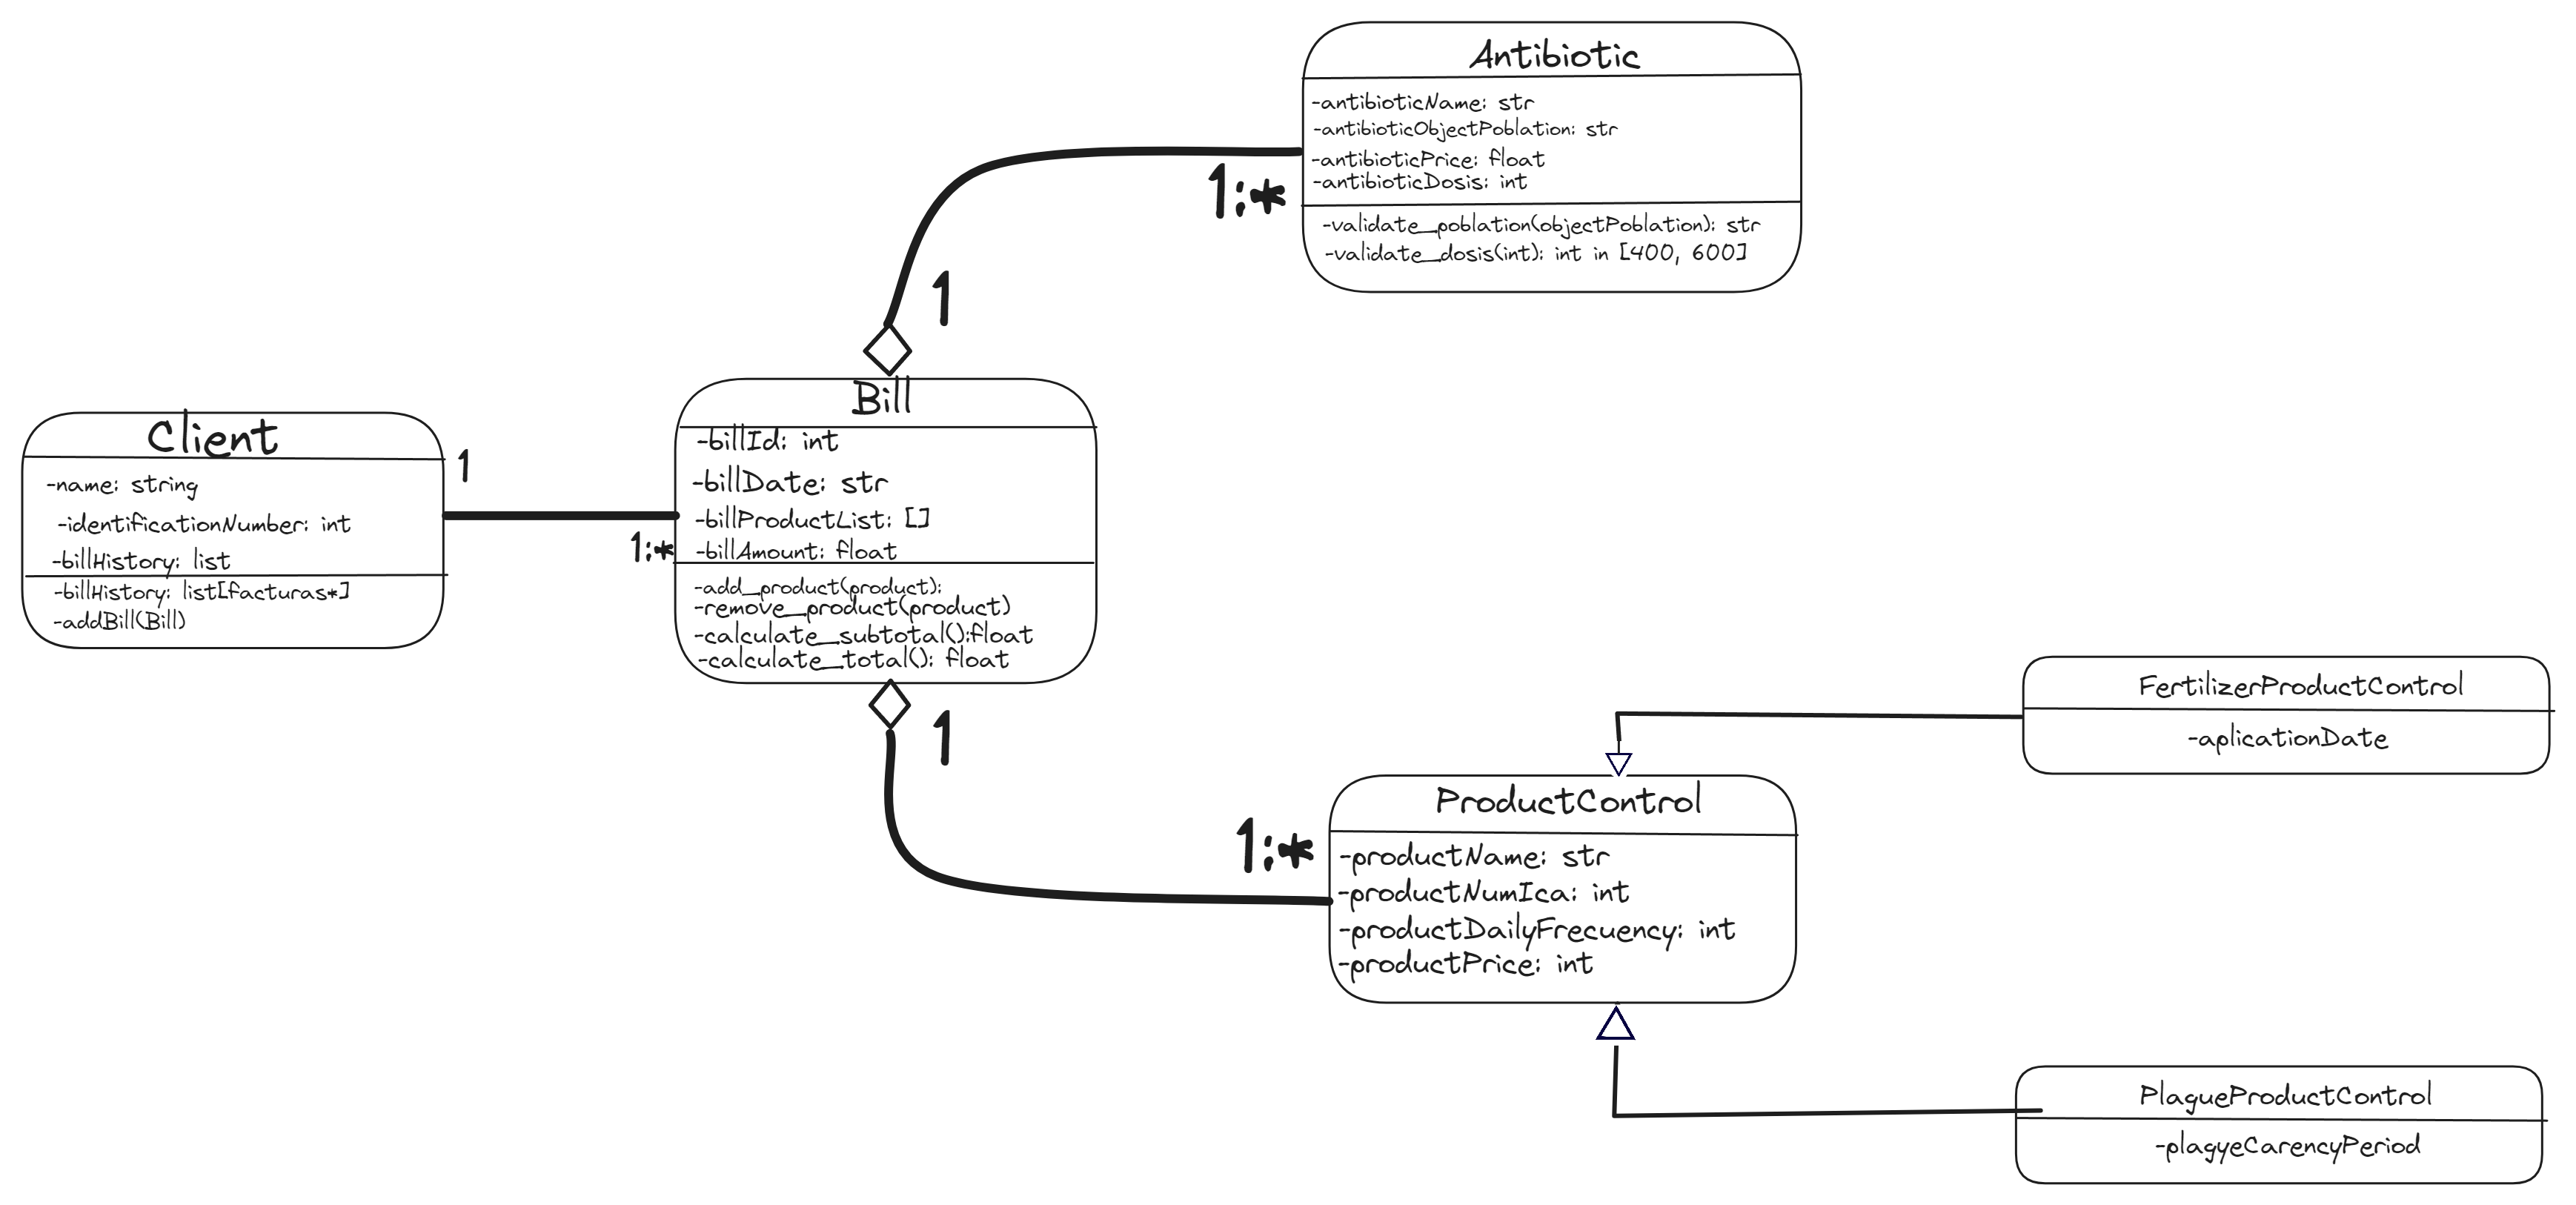 Antibiotic
-antibioticName: str
-antibioticObjectPoblation: str
-antibioticPrice: float
-antibioticDosis: int
-validate_poblation(objectPoblation): str
-validate_dosis(int): int in [400, 600]
1:*
1
Client
-name: string
-identificationNumber: int
-billHistory: list
-billHistory: list[facturas*]
-addBill(Bill)
1
1:*
Bill
-billId: int
-billDate: str
-billProductList: []
-billAmount: float
-add_product(product):
-remove_product(product)
-calculate_subtotal():float
-calculate_total(): float
1
1:*
ProductControl
-productName: str
-productNumIca: int
-productDailyFrecuency: int
-productPrice: int
FertilizerProductControl
-aplicationDate
PlagueProductControl
-plagyeCarencyPeriod